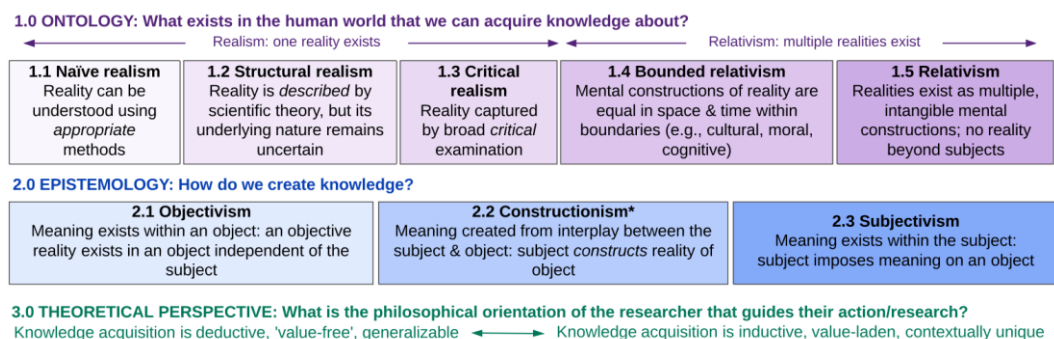 1.0 ONTOLOGY: What exists in the human world that we can acquire knowledge about?
Realism: one reality exists
Relativism: multiple realities exist
1.1 Naïve realism
Reality can be
understood using
appropriate
methods
1.2 Structural realism
Reality is described by
scientific theory, but its
underlying nature remains
uncertain
1.3 Critical
realism
Reality captured
by broad critical
examination
1.4 Bounded relativism
Mental constructions of reality are
equal in space & time within
boundaries (e.g., cultural, moral,
cognitive)
1.5 Relativism
Realities exist as multiple,
intangible mental
constructions; no reality
beyond subjects
2.0 EPISTEMOLOGY: How do we create knowledge?
2.1 Objectivism
Meaning exists within an object: an objective
reality exists in an object independent of the
subject
2.2 Constructionism*
Meaning created from interplay between the
subject & object: subject constructs reality of
object
2.3 Subjectivism
Meaning exists within the subject:
subject imposes meaning on an object
3.0 THEORETICAL PERSPECTIVE: What is the philosophical orientation of the researcher that guides their action/research?
Knowledge acquisition is deductive, 'value-free', generalizable
Knowledge acquisition is inductive, value-laden, contextually unique